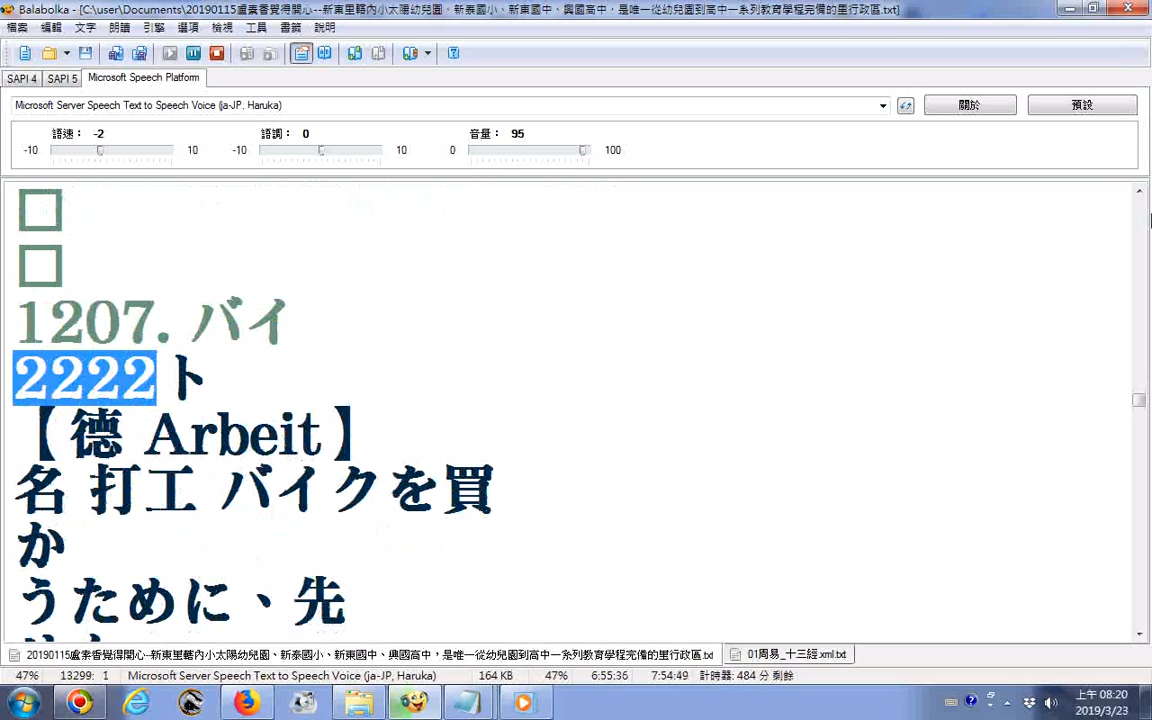 Balabolka - [C:\user\Documents\20190115盧素香覺得開心--新東里轄內小太陽幼兒園、新泰國小、新東國中、興國高中，是唯一從幼兒園到高中一系列教育學程完備的里行政區.txt]
檔案 編輯 文字 朗讀 引擎 選項 檢視 工具 書籤 說明
SAPI 4 SAPI 5 Microsoft Speech Platform
Microsoft Server Speech Text to Speech Voice (ja-JP, Haruka) 關於 預設
語速： -2 語調： 0 音量： 95
-10 10 -10 10 0 100
□
□
1207. バイ
2222 ト
【德 Arbeit】
名 打工 バイクを買
か
うために、先
20190115盧素香覺得開心--新東里轄內小太陽幼兒園、新泰國小、新東國中、興國高中，是唯一從幼兒園到高中一系列教育學程完備的里行政區.txt 01周易_十三經.xml.txt
47% 13299: 1 Microsoft Server Speech Text to Speech Voice (ja-JP, Haruka) 164 KB 47% 6:55:36 7:54:49 計時器: 484 分 剩餘
上午 08:20
2019/3/23